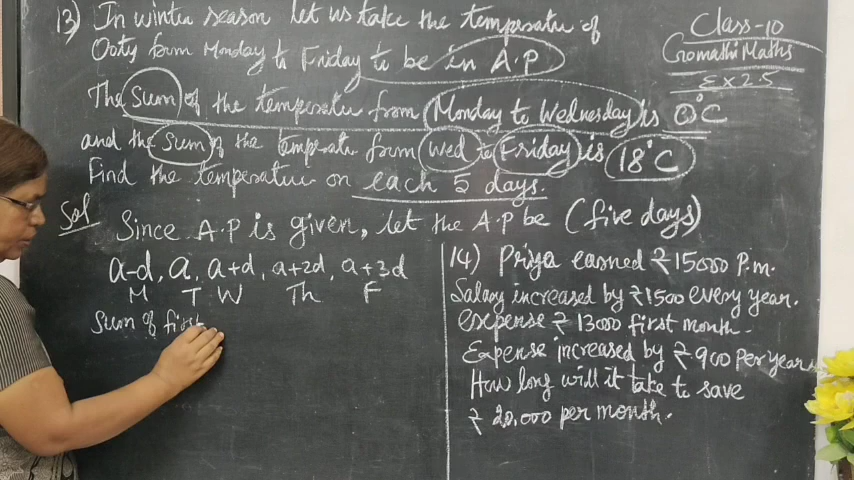 13) In winter season let us take the temperatu of
Ooty form Monday to Friday to be in A.P
The Sum of the temperatu from Monday to Wednesday is 0°C
and the Sum of the temperatu from Wed to Friday is 18°C
Find the temperature on each 5 days.
Class-10
Gomathi Maths
Ex 2.5
Sol Since A.P is given, let the A.P be (five days)
a-d, a, a+d, a+2d, a+3d
M T W Th F
Sum of first
14) Priya earned ₹15000 P.m.
Salary increased by ₹1500 every year.
expense ₹ 13000 first month.
Expense increased by ₹ 900 per year
How long will it take to save
₹ 20,000 per month.